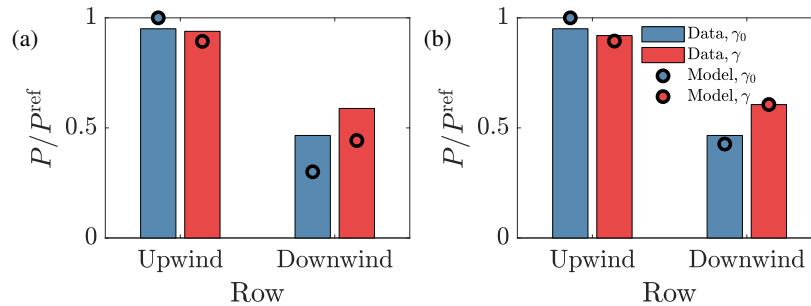 (a)
1
0.5
0
P/P^ref
Upwind Downwind
Row
(b)
1
0.5
0
P/P^ref
Data, γ₀
Data, γ
Model, γ₀
Model, γ
Upwind Downwind
Row